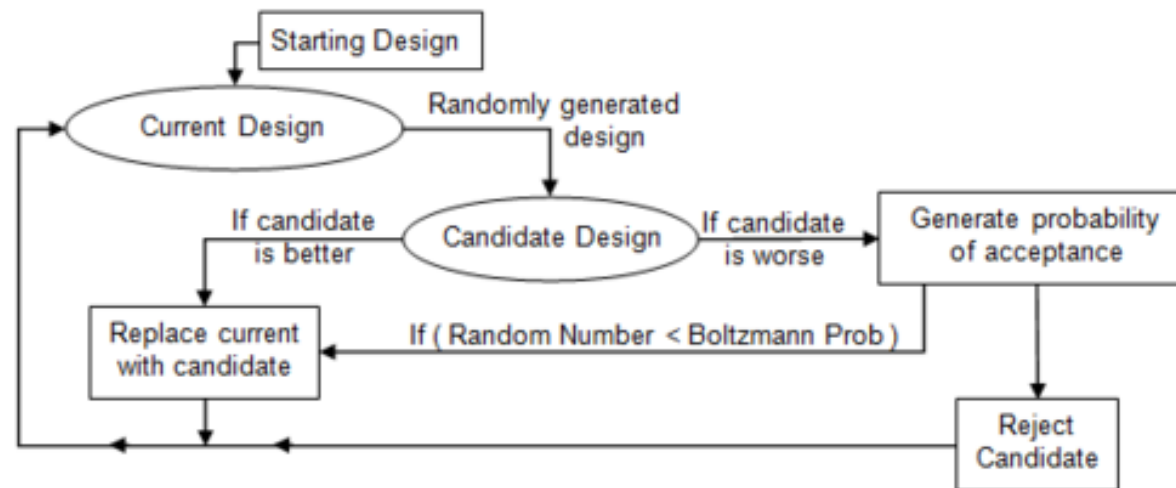 Starting Design
Current Design
Randomly generated
design
If candidate
is better
Candidate Design
If candidate
is worse
Generate probability
of acceptance
Replace current
with candidate
If ( Random Number < Boltzmann Prob )
Reject
Candidate